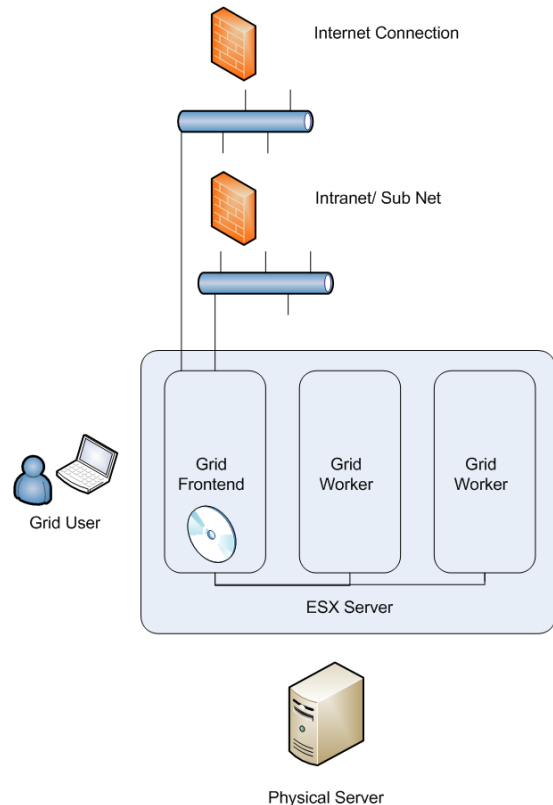 Internet Connection
Intranet/ Sub Net
Grid
Frontend
Grid
Worker
Grid
Worker
Grid User
ESX Server
Physical Server